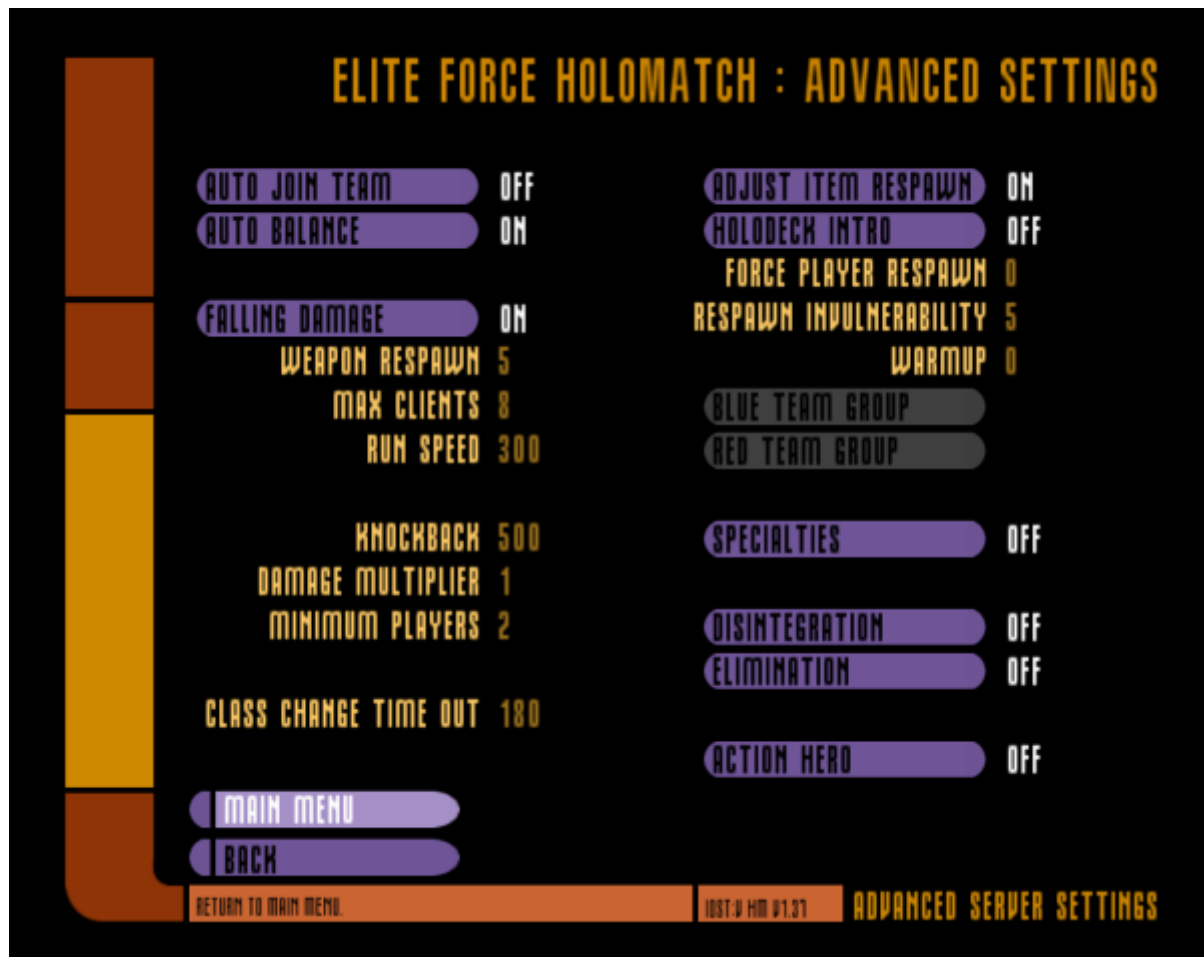 ELITE FORCE HOLOMATCH : ADVANCED SETTINGS
AUTO JOIN TEAM OFF
AUTO BALANCE ON
FALLING DAMAGE ON
WEAPON RESPAWN 5
MAX CLIENTS 8
RUN SPEED 300
KNOCKBACK 500
DAMAGE MULTIPLIER 1
MINIMUM PLAYERS 2
CLASS CHANGE TIME OUT 180
ADJUST ITEM RESPAWN ON
HOLODECK INTRO OFF
FORCE PLAYER RESPAWN 0
RESPAWN INVULNERABILITY 5
WARMUP 0
BLUE TEAM GROUP
RED TEAM GROUP
SPECIALTIES OFF
DISINTEGRATION OFF
ELIMINATION OFF
ACTION HERO OFF
MAIN MENU
BACK
RETURN TO MAIN MENU.
IOST:V HM V1.37
ADVANCED SERVER SETTINGS